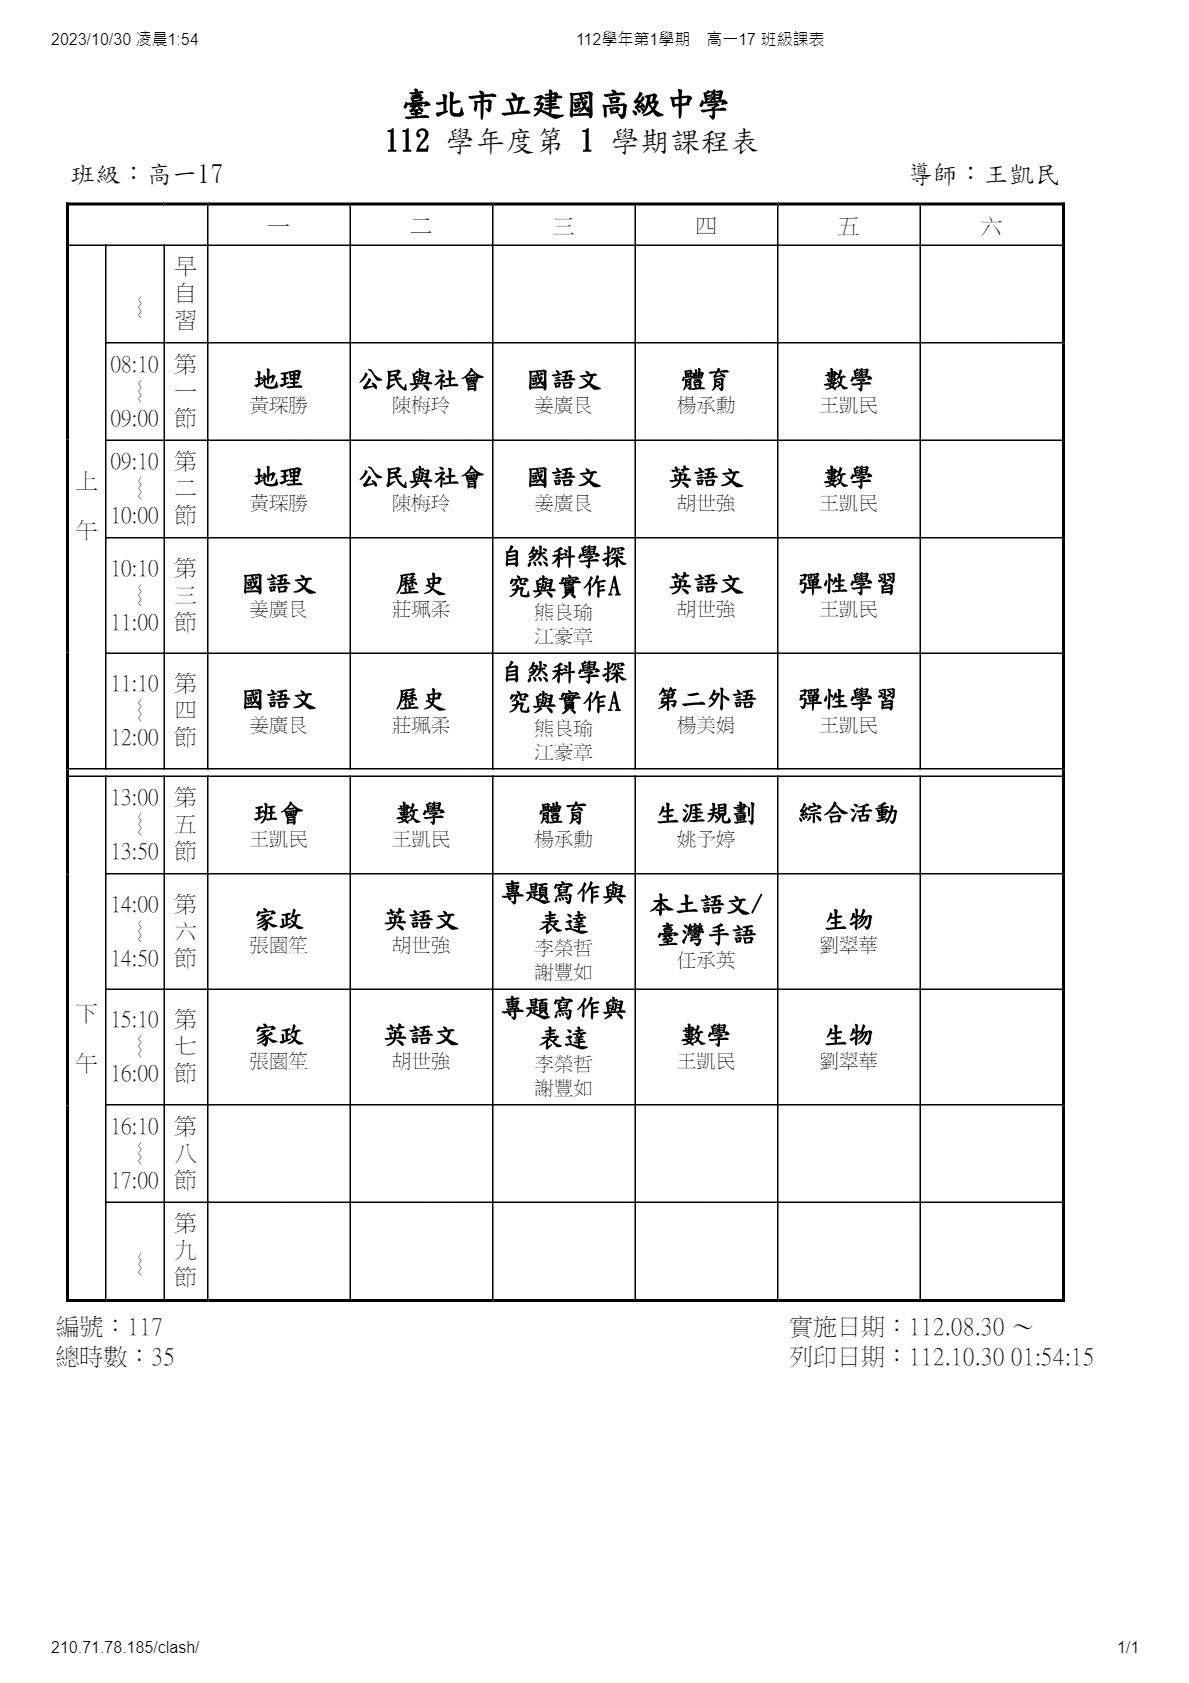 2023/10/30 凌晨1:54
112學年第1學期　高一17 班級課表
臺北市立建國高級中學
112 學年度第 1 學期課程表
班級：高一17
導師：王凱民
一 二 三 四 五 六
上午
～
早自習
08:10
～
09:00
第一節
地理
黃琛勝
公民與社會
陳梅玲
國語文
姜廣艮
體育
楊承勳
數學
王凱民
09:10
～
10:00
第二節
地理
黃琛勝
公民與社會
陳梅玲
國語文
姜廣艮
英語文
胡世強
數學
王凱民
10:10
～
11:00
第三節
國語文
姜廣艮
歷史
莊珮柔
自然科學探
究與實作A
熊良瑜
江豪章
英語文
胡世強
彈性學習
王凱民
11:10
～
12:00
第四節
國語文
姜廣艮
歷史
莊珮柔
自然科學探
究與實作A
熊良瑜
江豪章
第二外語
楊美娟
彈性學習
王凱民
下午
13:00
～
13:50
第五節
班會
王凱民
數學
王凱民
體育
楊承勳
生涯規劃
姚予婷
綜合活動
14:00
～
14:50
第六節
家政
張園笙
英語文
胡世強
專題寫作與
表達
李榮哲
謝豐如
本土語文/
臺灣手語
任承英
生物
劉翠華
15:10
～
16:00
第七節
家政
張園笙
英語文
胡世強
專題寫作與
表達
李榮哲
謝豐如
數學
王凱民
生物
劉翠華
16:10
～
17:00
第八節
～
第九節
編號：117
總時數：35
實施日期：112.08.30 ～
列印日期：112.10.30 01:54:15
210.71.78.185/clash/
1/1